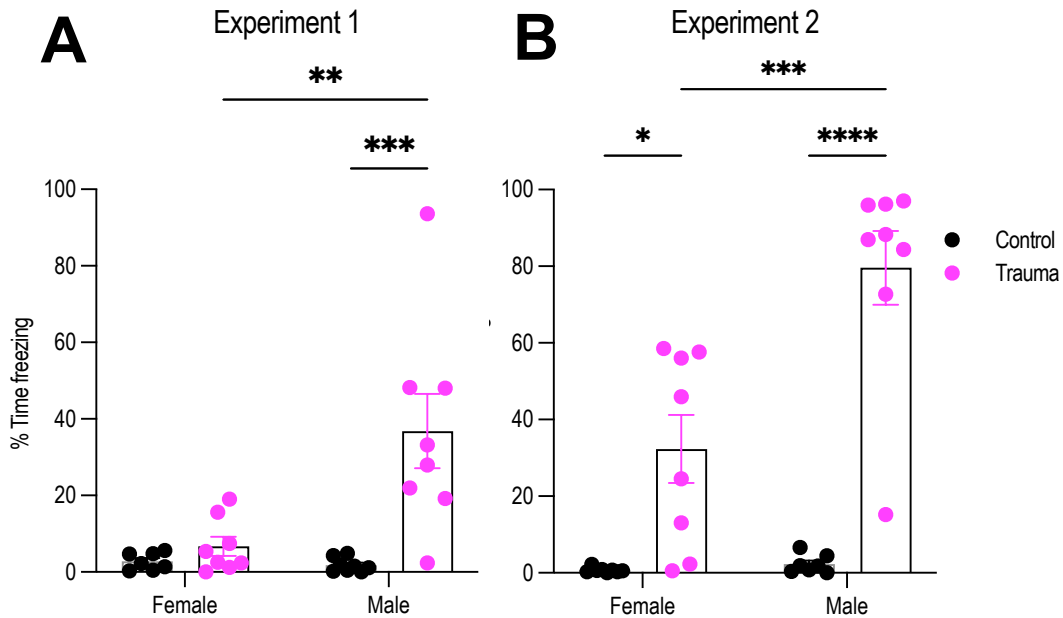 A
Experiment 1
**
***
% Time freezing
100
80
60
40
20
0
Female
Male
B
Experiment 2
***
*
****
100
80
60
40
20
0
Female
Male
Control
Trauma